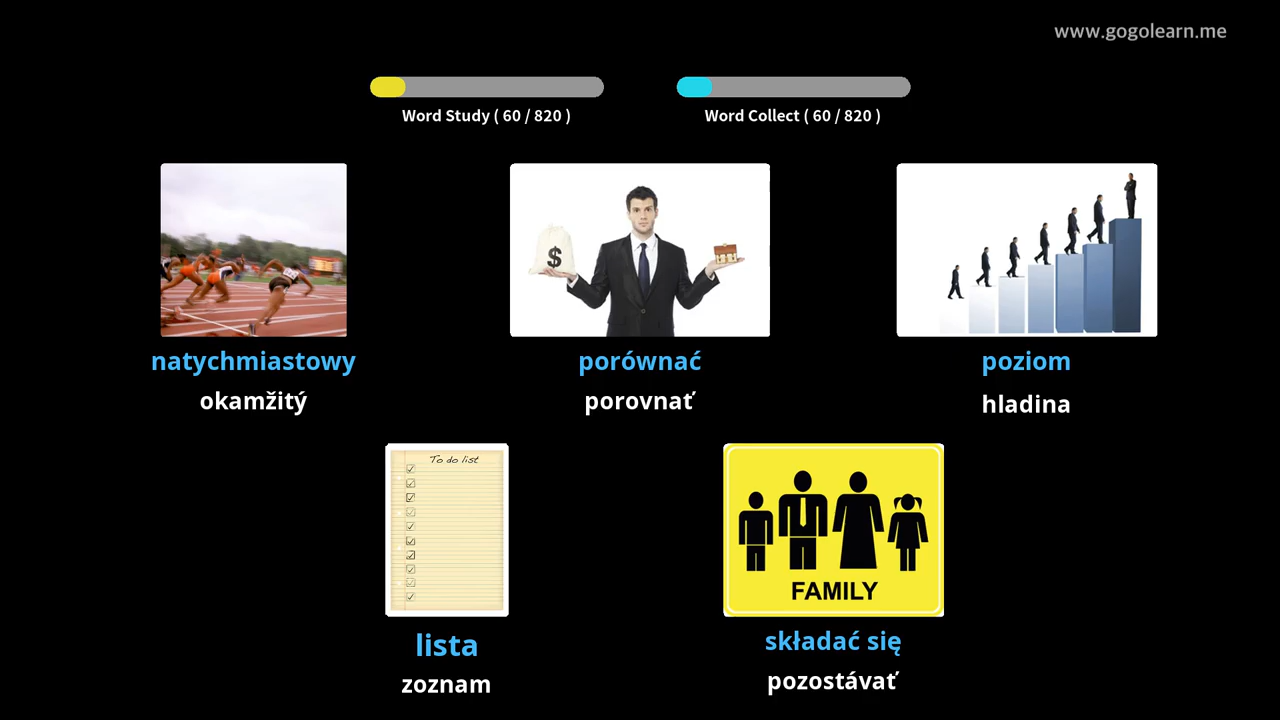 www.gogolearn.me
Word Study ( 60 / 820 )
Word Collect ( 60 / 820 )
$
natychmiastowy
okamžitý
porównać
porovnať
poziom
hladina
To do list
lista
zoznam
FAMILY
składać się
pozostávať